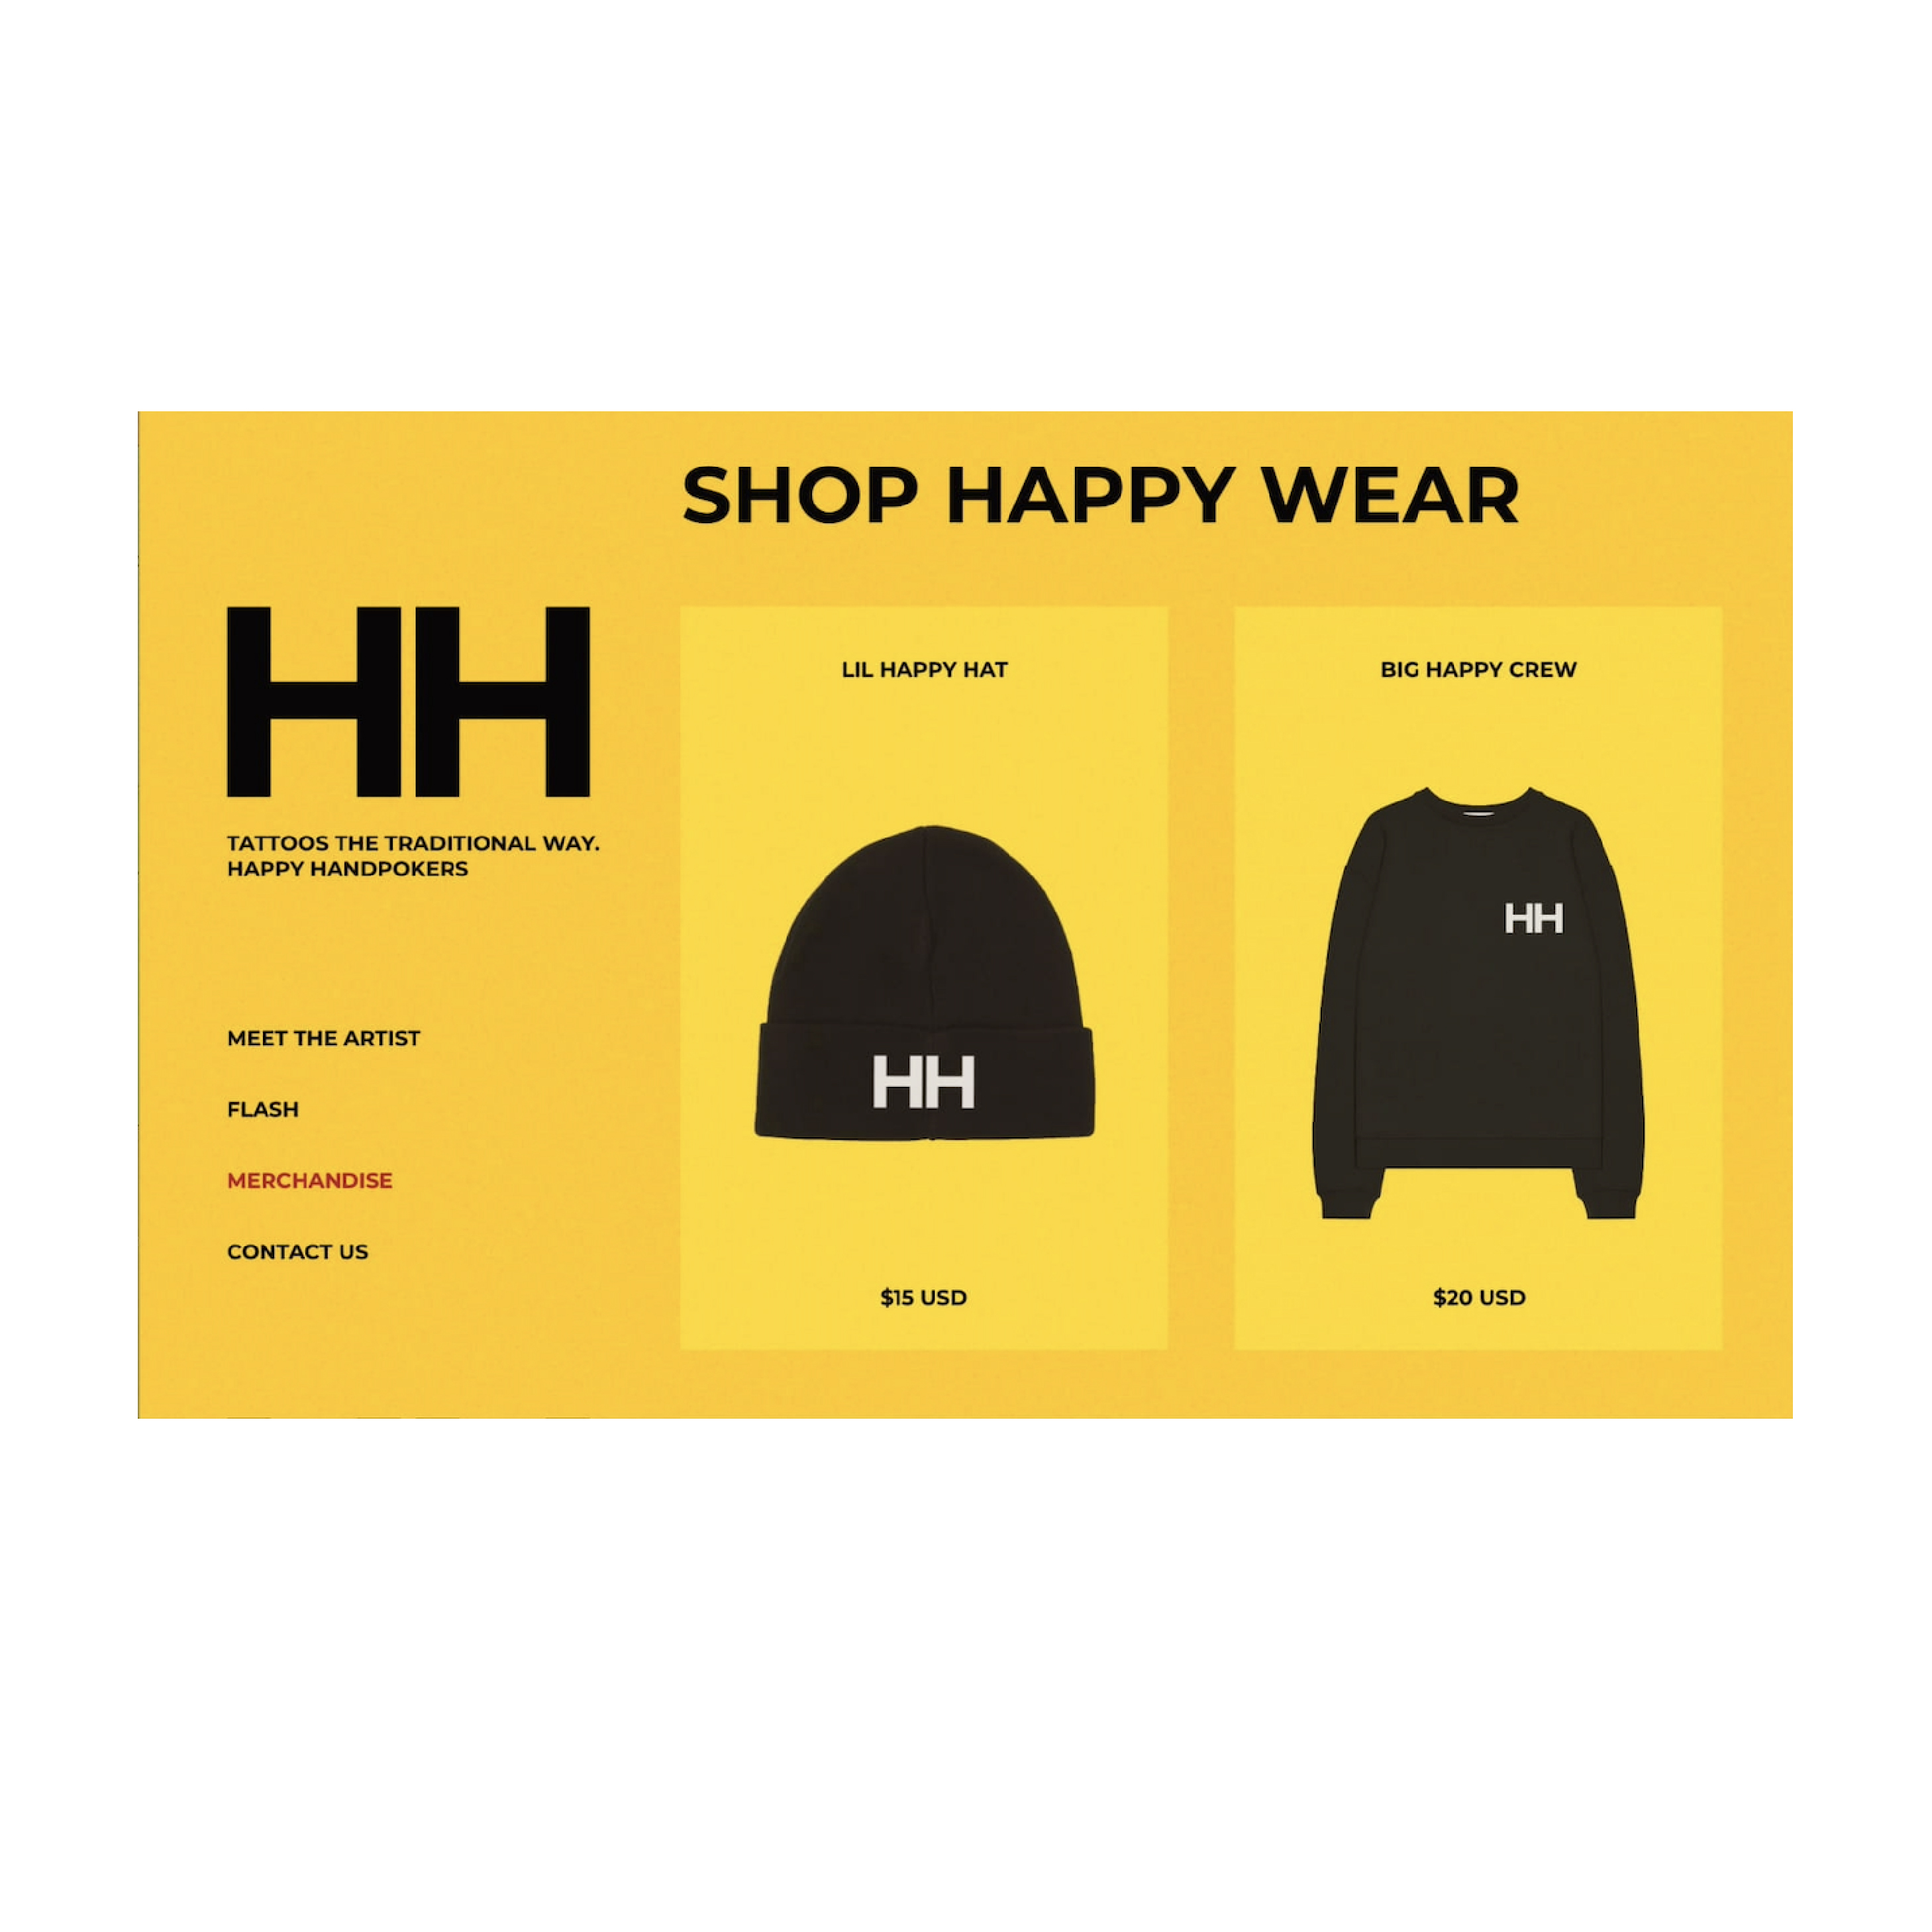 SHOP HAPPY WEAR
HH
TATTOOS THE TRADITIONAL WAY.
HAPPY HANDPOKERS
MEET THE ARTIST
FLASH
MERCHANDISE
CONTACT US
LIL HAPPY HAT
HH
$15 USD
BIG HAPPY CREW
HH
$20 USD